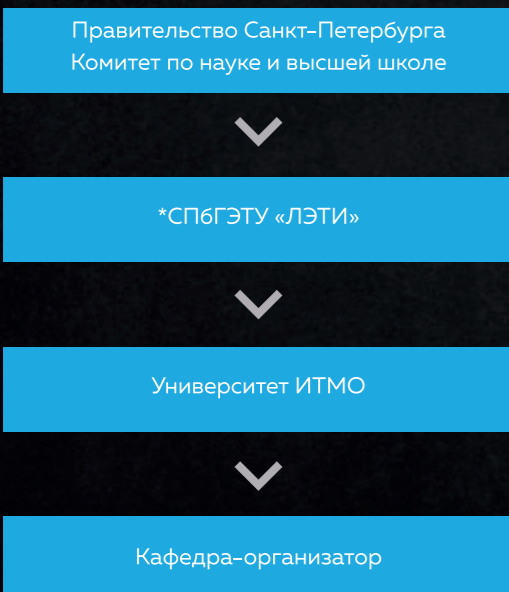 Правительство Санкт-Петербурга
Комитет по науке и высшей школе
*СПбГЭТУ «ЛЭТИ»
Университет ИТМО
Кафедра-организатор